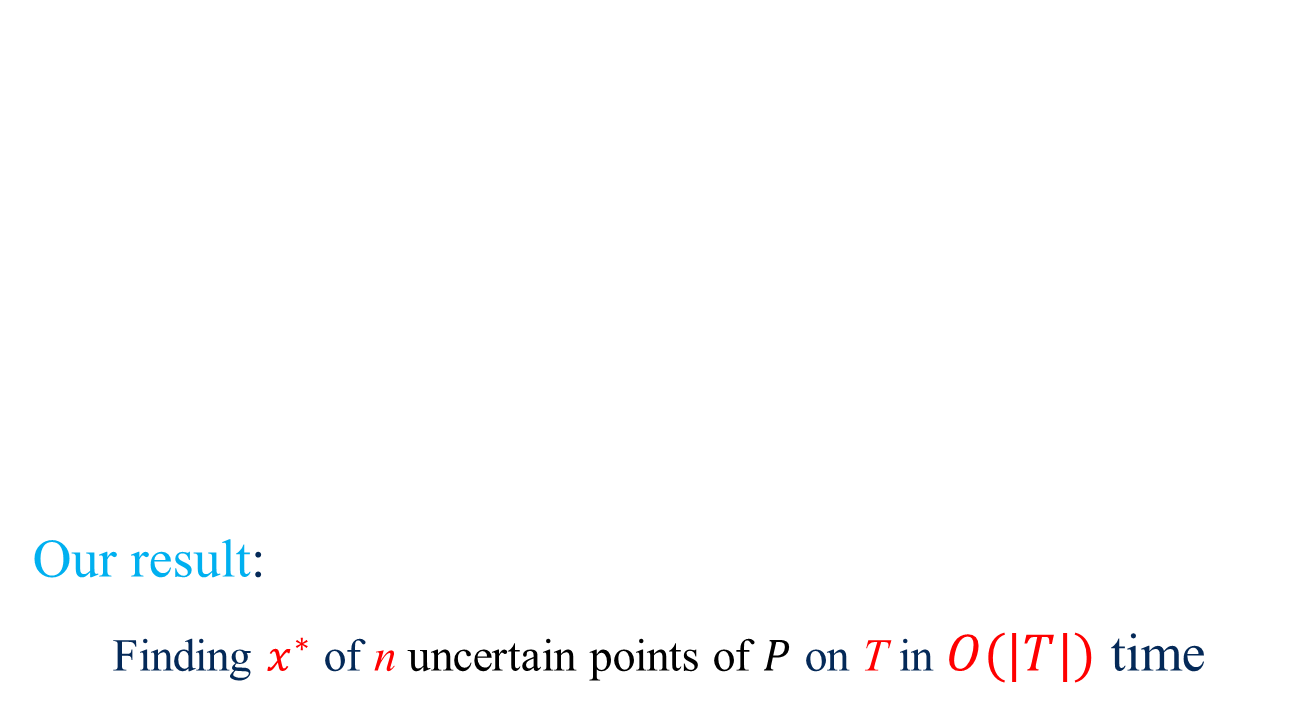 Our result:
Finding x* of n uncertain points of P on T in O(|T|) time